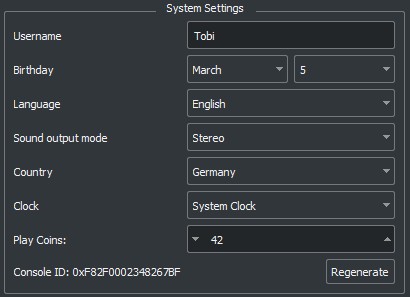 System Settings
Username Tobi
Birthday March 5
Language English
Sound output mode Stereo
Country Germany
Clock System Clock
Play Coins: 42
Console ID: 0xF82F0002348267BF Regenerate